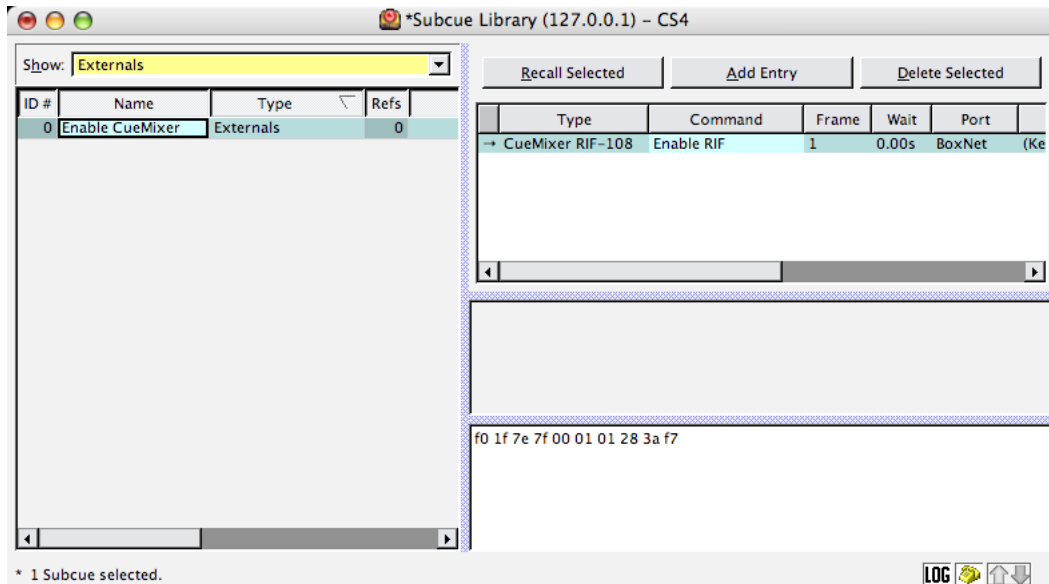 *Subcue Library (127.0.0.1) – CS4
Show: Externals
ID # Name Type Refs
0 Enable CueMixer Externals 0
Recall Selected Add Entry Delete Selected
Type Command Frame Wait Port
→ CueMixer RIF-108 Enable RIF 1 0.00s BoxNet (Ke
f0 1f 7e 7f 00 01 01 28 3a f7
* 1 Subcue selected.
LOG